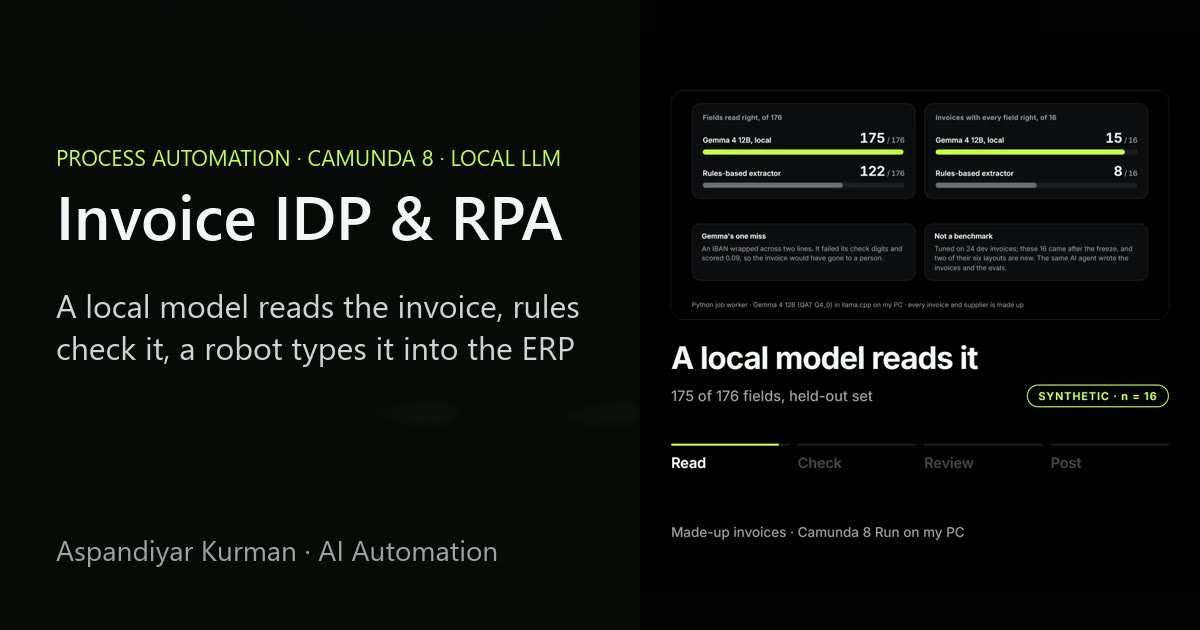 PROCESS AUTOMATION · CAMUNDA 8 · LOCAL LLM
Invoice IDP & RPA
A local model reads the invoice, rules
check it, a robot types it into the ERP
Aspandiyar Kurman · AI Automation
Fields read right, of 176
Gemma 4 12B, local 175 / 176
Rules-based extractor 122 / 176
Invoices with every field right, of 16
Gemma 4 12B, local 15 / 16
Rules-based extractor 8 / 16
Gemma's one miss
An IBAN wrapped across two lines. It failed its check digits and
scored 0.09, so the invoice would have gone to a person.
Not a benchmark
Tuned on 24 dev invoices; these 16 came after the freeze, and
two of their six layouts are new. The same AI agent wrote the
invoices and the evals.
Python job worker · Gemma 4 12B (QAT Q4_0) in llama.cpp on my PC · every invoice and supplier is made up
A local model reads it
175 of 176 fields, held-out set
SYNTHETIC · n = 16
Read Check Review Post
Made-up invoices · Camunda 8 Run on my PC